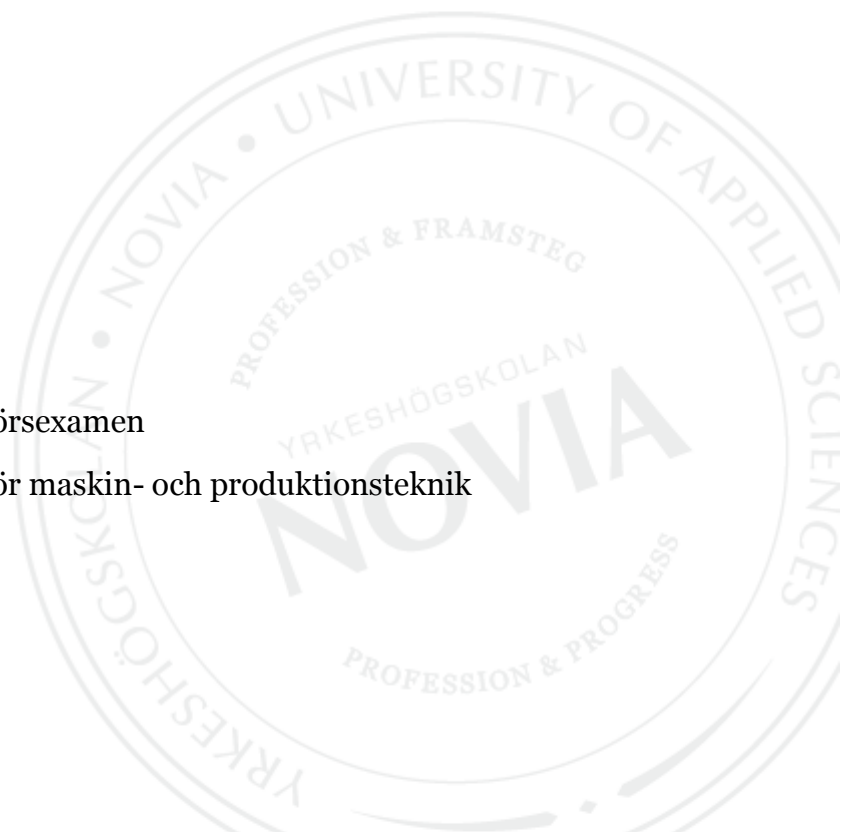 UNIVERSITY OF APPLIED SCIENCES
YRKESHÖGSKOLAN • NOVIA •
PROFESSION & FRAMSTEG
YRKESHÖGSKOLAN
NOVIA
PROFESSION & PROGRESS
örsexamen
ör maskin- och produktionsteknik